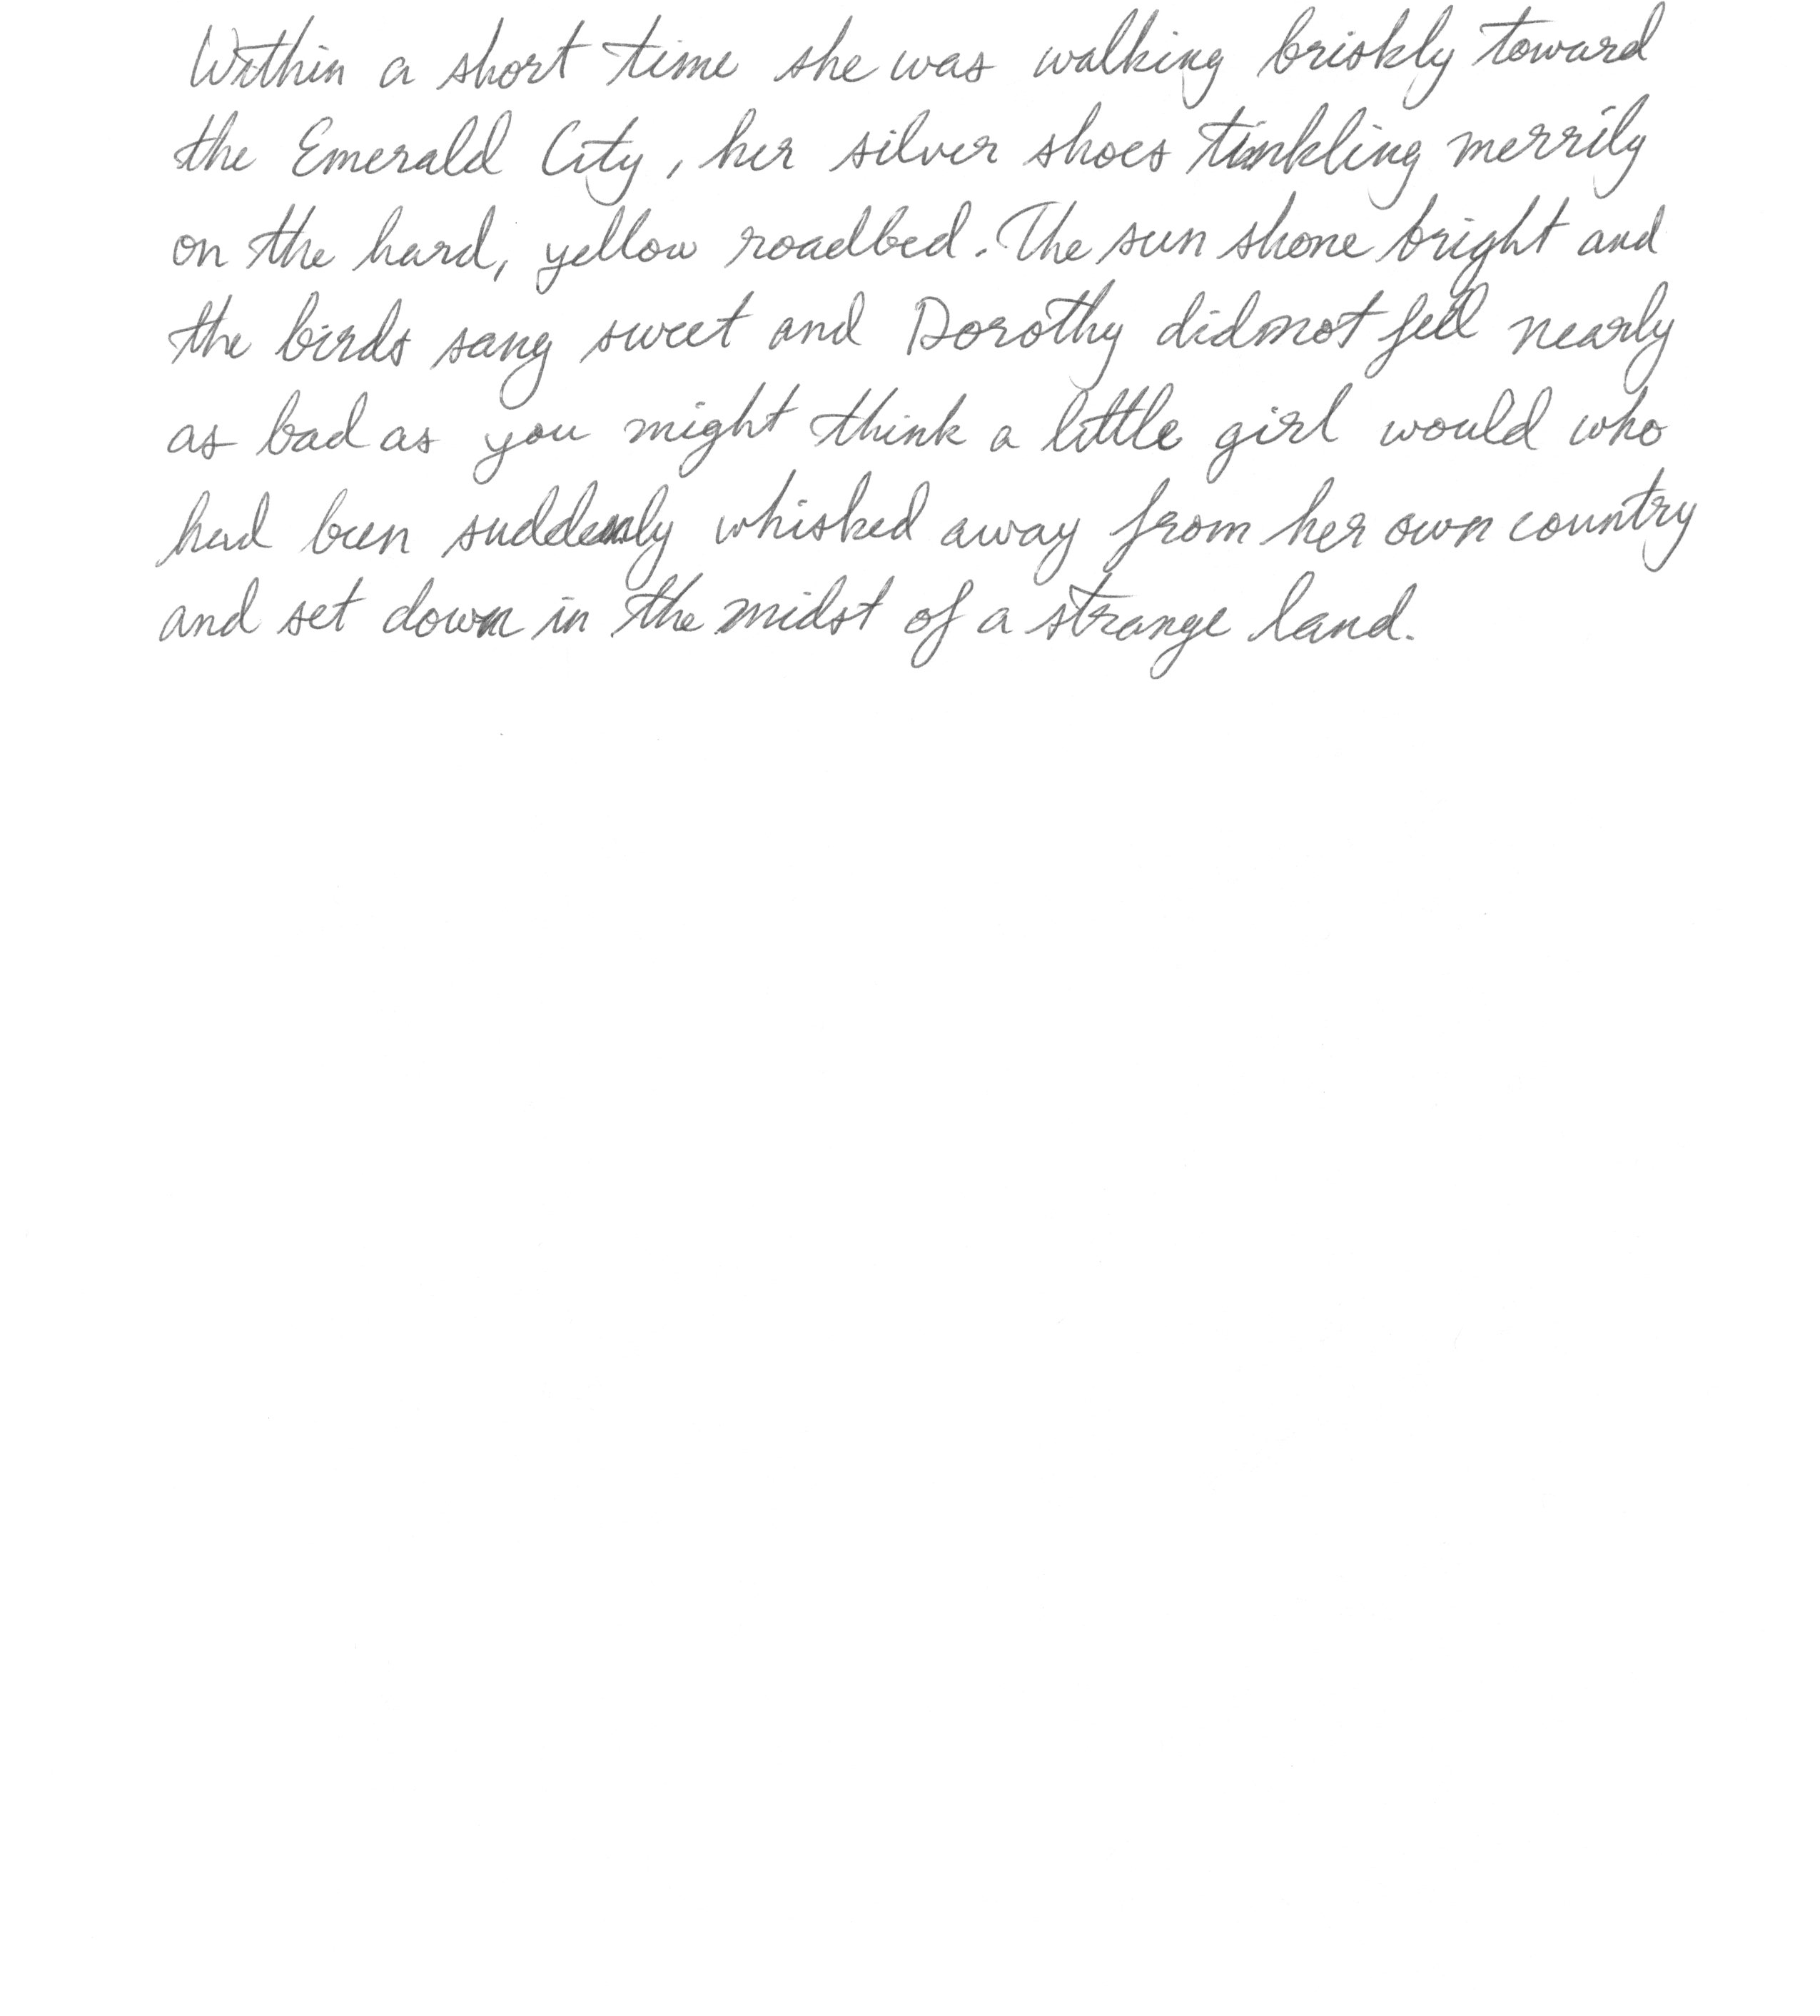 Within a short time she was walking briskly toward
the Emerald City, her silver shoes tinkling merrily
on the hard, yellow roadbed. The sun shone bright and
the birds sang sweet and Dorothy did not feel nearly
as bad as you might think a little girl would who
had been suddenly whisked away from her own country
and set down in the midst of a strange land.